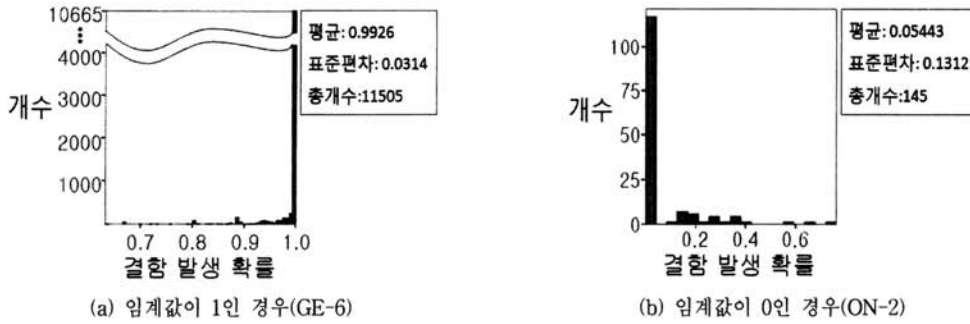 10665
4000
3000
개수
2000
1000
0.7 0.8 0.9 1.0
결함 발생 확률
평균: 0.9926
표준편차: 0.0314
총개수:11505
(a) 임계값이 1인 경우(GE-6)
100
75
개수
50
25
0
0.2 0.4 0.6
결함 발생 확률
평균: 0.05443
표준편차: 0.1312
총개수: 145
(b) 임계값이 0인 경우(ON-2)